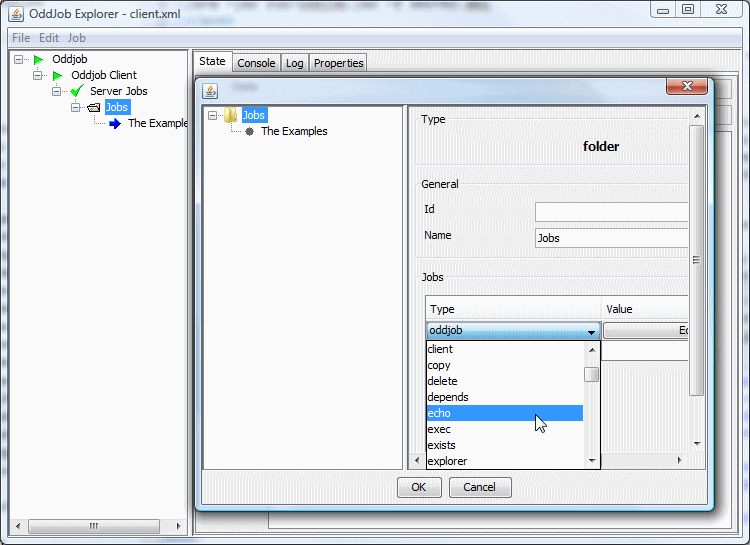 OddJob Explorer - client.xml
File Edit Job
Oddjob
Oddjob Client
Server Jobs
Jobs
The Example
State Console Log Properties
Jobs
The Examples
Type
folder
General
Id
Name Jobs
Jobs
Type Value
oddjob Ed
client
copy
delete
depends
echo
exec
exists
explorer
OK Cancel